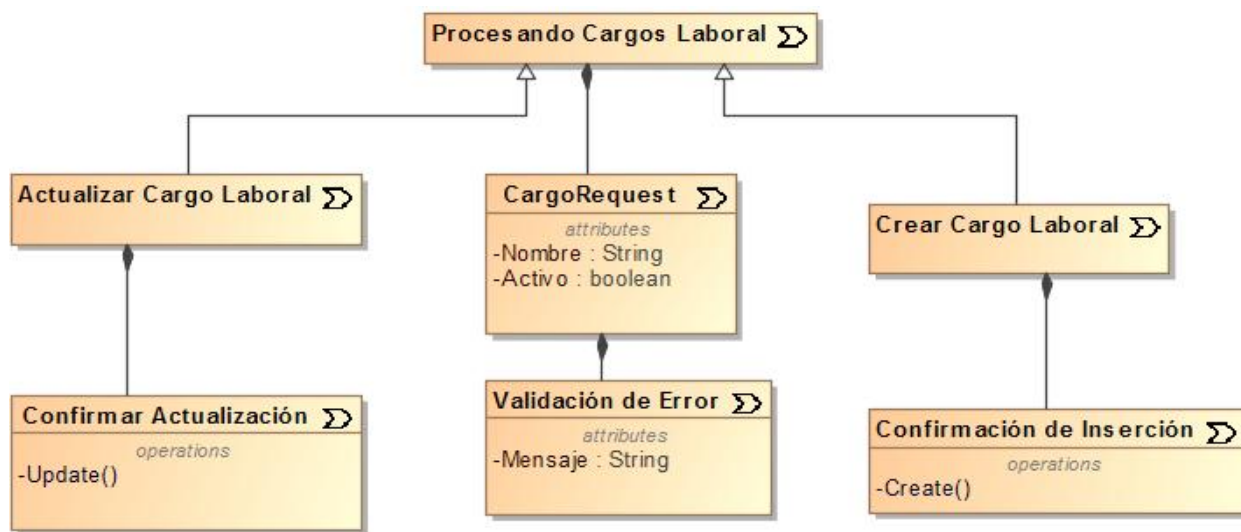 Procesando Cargos Laboral
Actualizar Cargo Laboral
CargoRequest
attributes
-Nombre : String
-Activo : boolean
Crear Cargo Laboral
Confirmar Actualización
operations
-Update()
Validación de Error
attributes
-Mensaje : String
Confirmación de Inserción
operations
-Create()